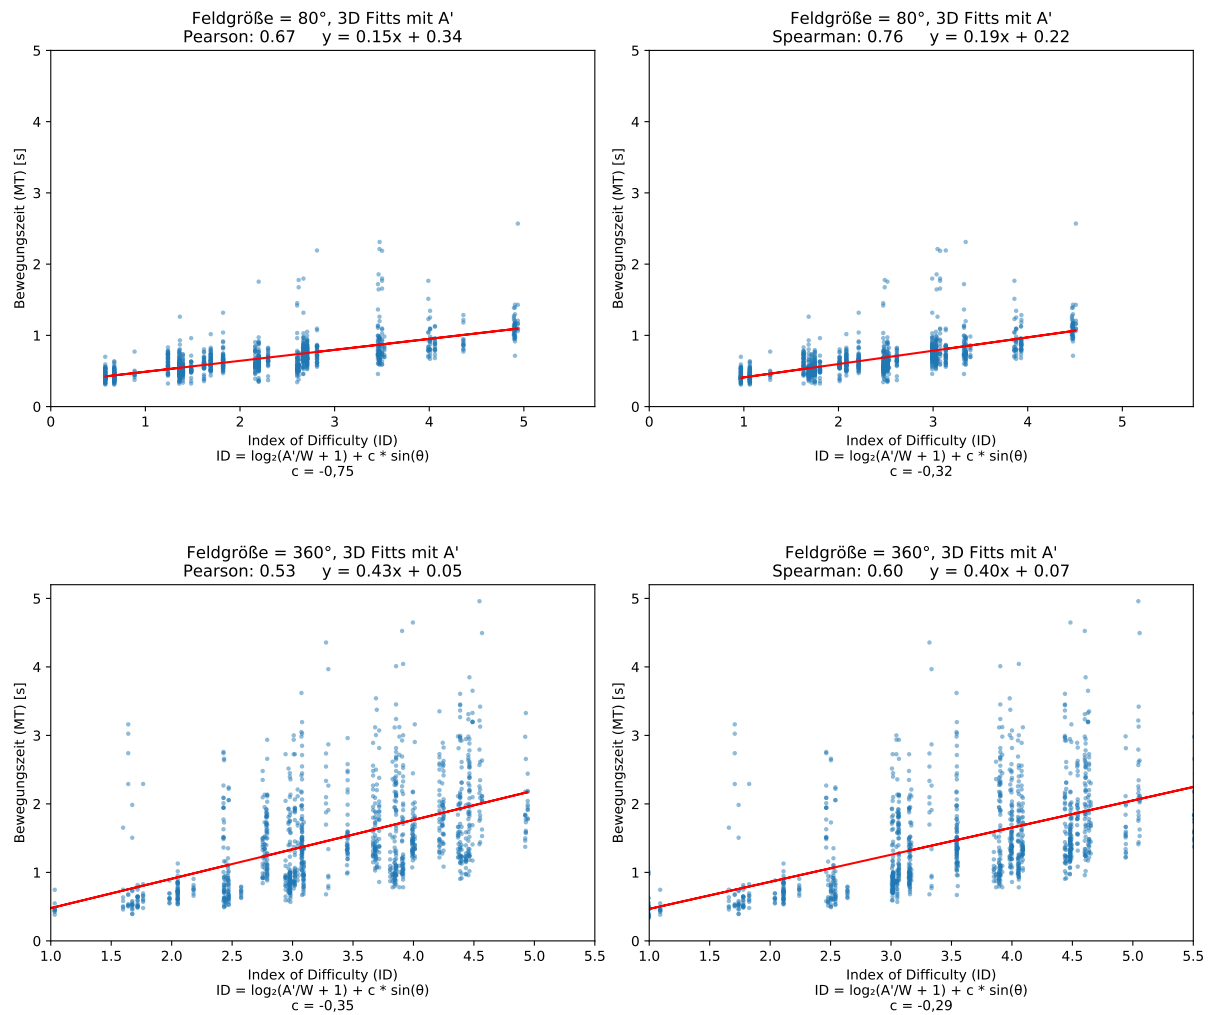 Feldgröße = 80°, 3D Fitts mit A'
Pearson: 0.67 y = 0.15x + 0.34
5
4
3
2
1
0
Bewegungszeit (MT) [s]
0 1 2 3 4 5
Index of Difficulty (ID)
ID = log₂(A'/W + 1) + c * sin(θ)
c = -0,75
Feldgröße = 80°, 3D Fitts mit A'
Spearman: 0.76 y = 0.19x + 0.22
5
4
3
2
1
0
Bewegungszeit (MT) [s]
0 1 2 3 4 5
Index of Difficulty (ID)
ID = log₂(A'/W + 1) + c * sin(θ)
c = -0,32
Feldgröße = 360°, 3D Fitts mit A'
Pearson: 0.53 y = 0.43x + 0.05
5
4
3
2
1
0
Bewegungszeit (MT) [s]
1.0 1.5 2.0 2.5 3.0 3.5 4.0 4.5 5.0 5.5
Index of Difficulty (ID)
ID = log₂(A'/W + 1) + c * sin(θ)
c = -0,35
Feldgröße = 360°, 3D Fitts mit A'
Spearman: 0.60 y = 0.40x + 0.07
5
4
3
2
1
0
Bewegungszeit (MT) [s]
1.0 1.5 2.0 2.5 3.0 3.5 4.0 4.5 5.0 5.5
Index of Difficulty (ID)
ID = log₂(A'/W + 1) + c * sin(θ)
c = -0,29